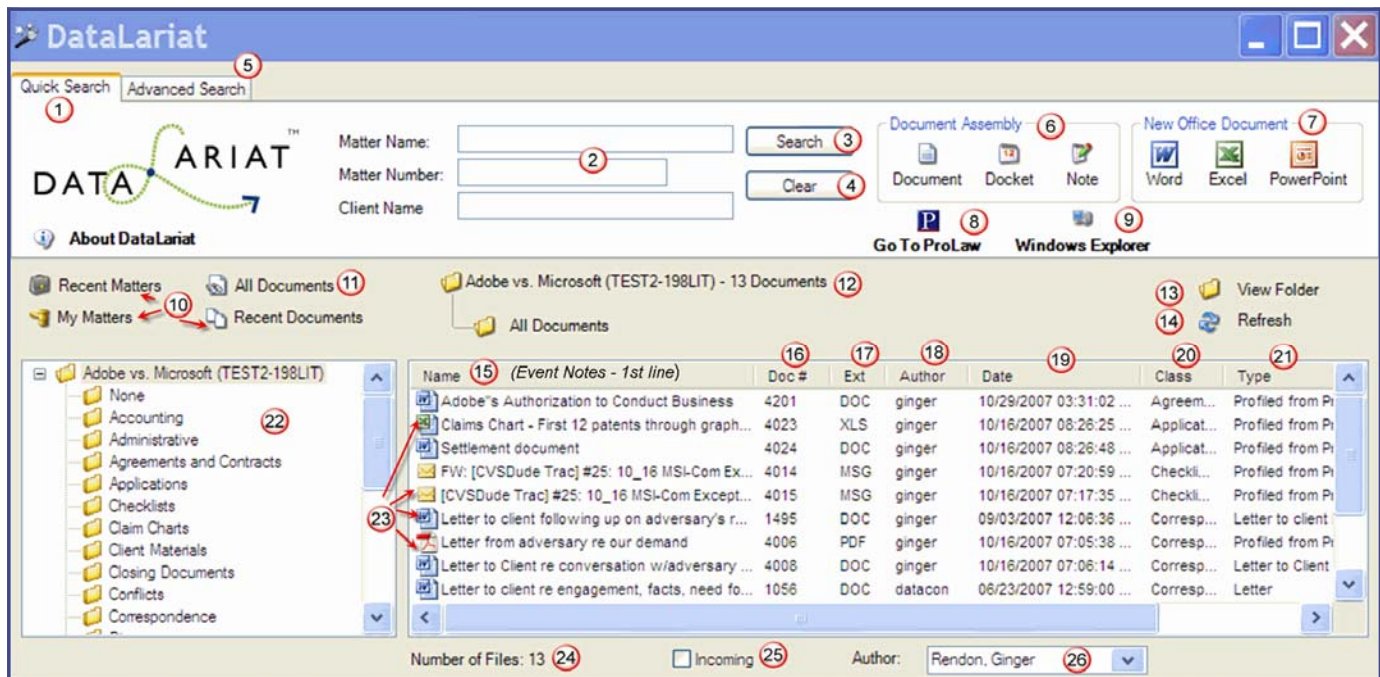 DataLariat
5
Quick Search Advanced Search
1
DATA ARIAT TM
About DataLariat
Matter Name:
Matter Number:
Client Name
2
Search 3
Clear 4
Document Assembly 6
Document Docket Note
New Office Document 7
Word Excel PowerPoint
8 9
Go To ProLaw Windows Explorer
Recent Matters All Documents 11
10
My Matters Recent Documents
Adobe vs. Microsoft (TEST2-198LIT) - 13 Documents 12
All Documents
13 View Folder
14 Refresh
Adobe vs. Microsoft (TEST2-198LIT)
None
Accounting
22
Administrative
Agreements and Contracts
Applications
Checklists
Claim Charts
Client Materials
Closing Documents
Conflicts
Correspondence
16 17 18 19 20 21
Name 15 (Event Notes - 1st line) Doc # Ext Author Date Class Type
Adobe"s Authorization to Conduct Business 4201 DOC ginger 10/29/2007 03:31:02 ... Agreem... Profiled from Pr
Claims Chart - First 12 patents through graph... 4023 XLS ginger 10/16/2007 08:26:25 ... Applicat... Profiled from Pr
Settlement document 4024 DOC ginger 10/16/2007 08:26:48 ... Applicat... Profiled from Pr
FW: [CVSDude Trac] #25: 10_16 MSI-Com Ex... 4014 MSG ginger 10/16/2007 07:20:59 ... Checkli... Profiled from Pr
[CVSDude Trac] #25: 10_16 MSI-Com Except... 4015 MSG ginger 10/16/2007 07:17:35 ... Checkli... Profiled from Pr
23
Letter to client following up on adversary's r... 1495 DOC ginger 09/03/2007 12:06:36 ... Corresp... Letter to client
Letter from adversary re our demand 4006 PDF ginger 10/16/2007 07:05:38 ... Corresp... Profiled from Pr
Letter to Client re conversation w/adversary ... 4008 DOC ginger 10/16/2007 07:06:14 ... Corresp... Letter to Client
Letter to client re engagement, facts, need fo... 1056 DOC datacon 06/23/2007 12:59:00 ... Corresp... Letter
Number of Files: 13 24 Incoming 25 Author: Rendon, Ginger 26